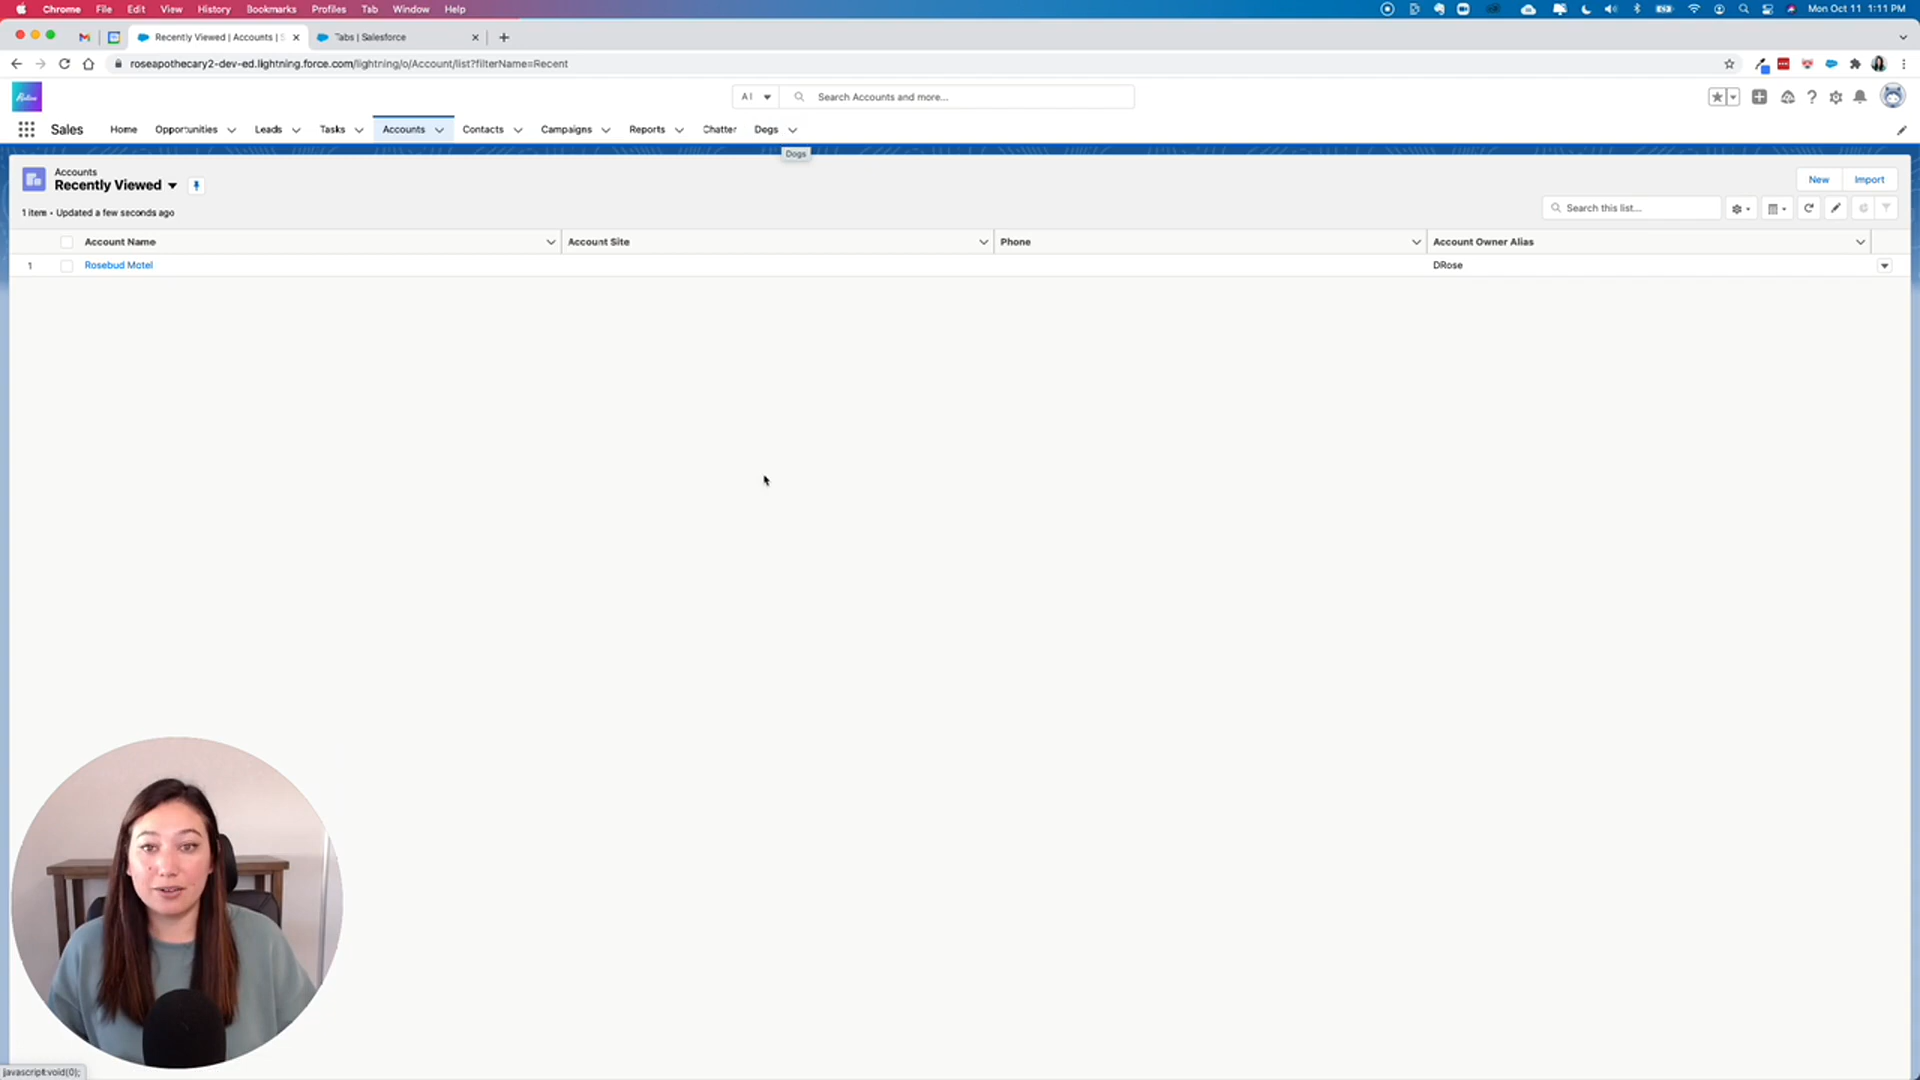 Chrome File Edit View History Bookmarks Profiles Tab Window Help
Mon Oct 11 1:11 PM
Recently Viewed | Accounts | S
Tabs | Salesforce
roseapothecary2-dev-ed.lightning.force.com/lightning/o/Account/list?filterName=Recent
All
Search Accounts and more...
Sales
Home Opportunities Leads Tasks Accounts Contacts Campaigns Reports Chatter Dogs
Dogs
Accounts
Recently Viewed
New Import
1 item • Updated a few seconds ago
Search this list...
Account Name Account Site Phone Account Owner Alias
1 Rosebud Motel DRose
javascript:void(0);